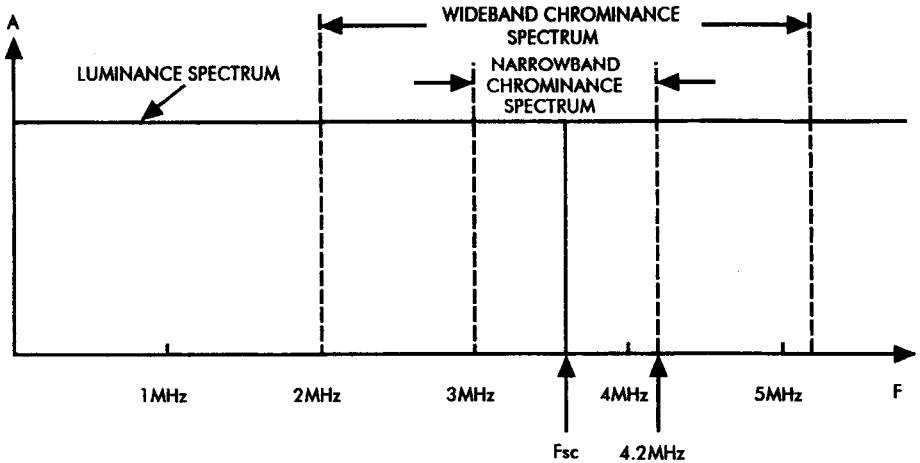 A
WIDEBAND CHROMINANCE
SPECTRUM
LUMINANCE SPECTRUM
NARROWBAND
CHROMINANCE
SPECTRUM
1MHz
2MHz
3MHz
4MHz
5MHz
F
Fsc
4.2MHz